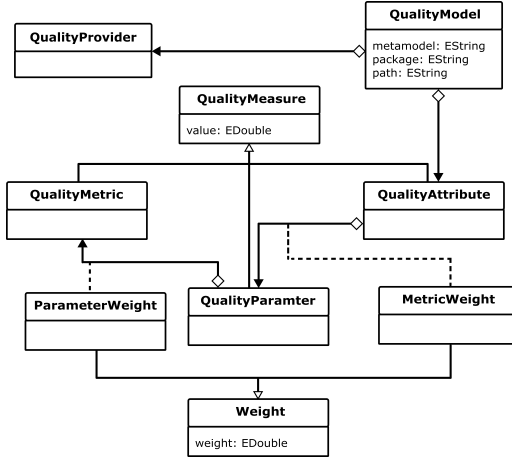 QualityModel
metamodel: EString
package: EString
path: EString
QualityProvider
QualityMeasure
value: EDouble
QualityMetric
QualityAttribute
ParameterWeight
QualityParamter
MetricWeight
Weight
weight: EDouble